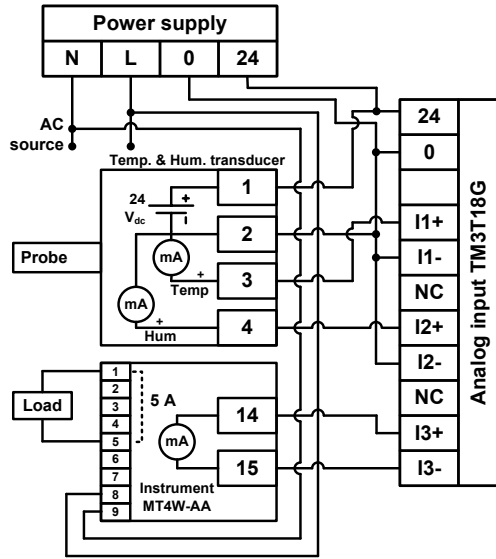 Power supply
N L 0 24
AC
source
Temp. & Hum. transducer
24
Vdc
+
-
1
2
mA
+
Temp
3
mA
+
Hum
4
Probe
24
0
I1+
I1-
NC
I2+
I2-
NC
I3+
I3-
Analog input TM3T18G
Load
1
2
3
4
5
6
7
8
9
5 A
mA
14
15
Instrument
MT4W-AA